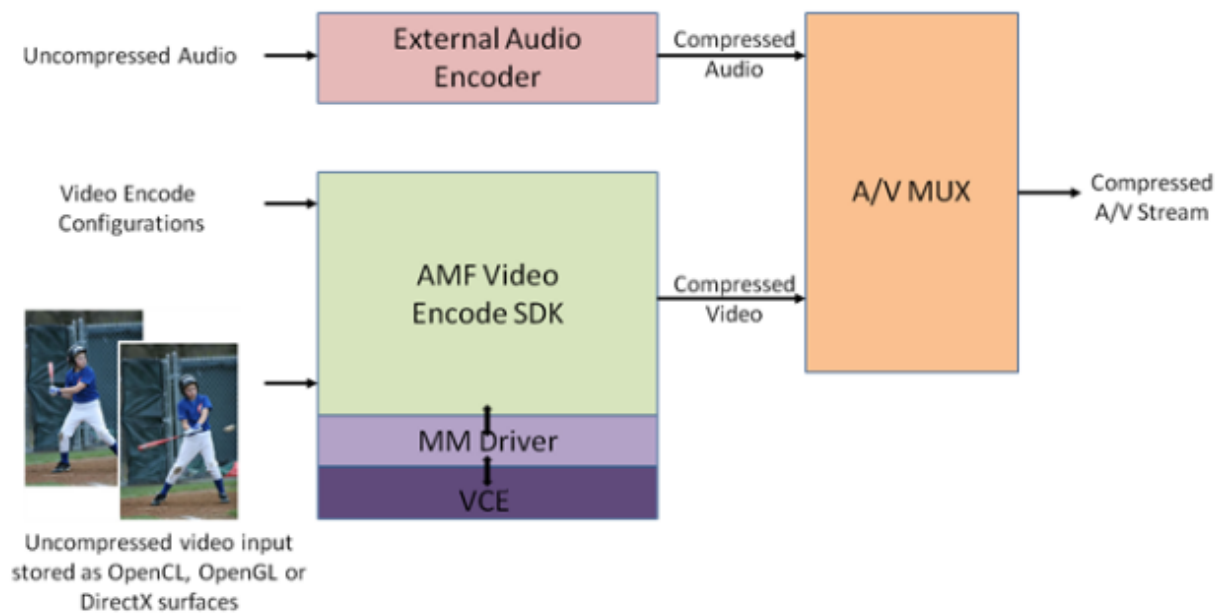 Uncompressed Audio
External Audio
Encoder
Compressed
Audio
Video Encode
Configurations
AMF Video
Encode SDK
Compressed
Video
A/V MUX
Compressed
A/V Stream
MM Driver
VCE
Uncompressed video input
stored as OpenCL, OpenGL or
DirectX surfaces